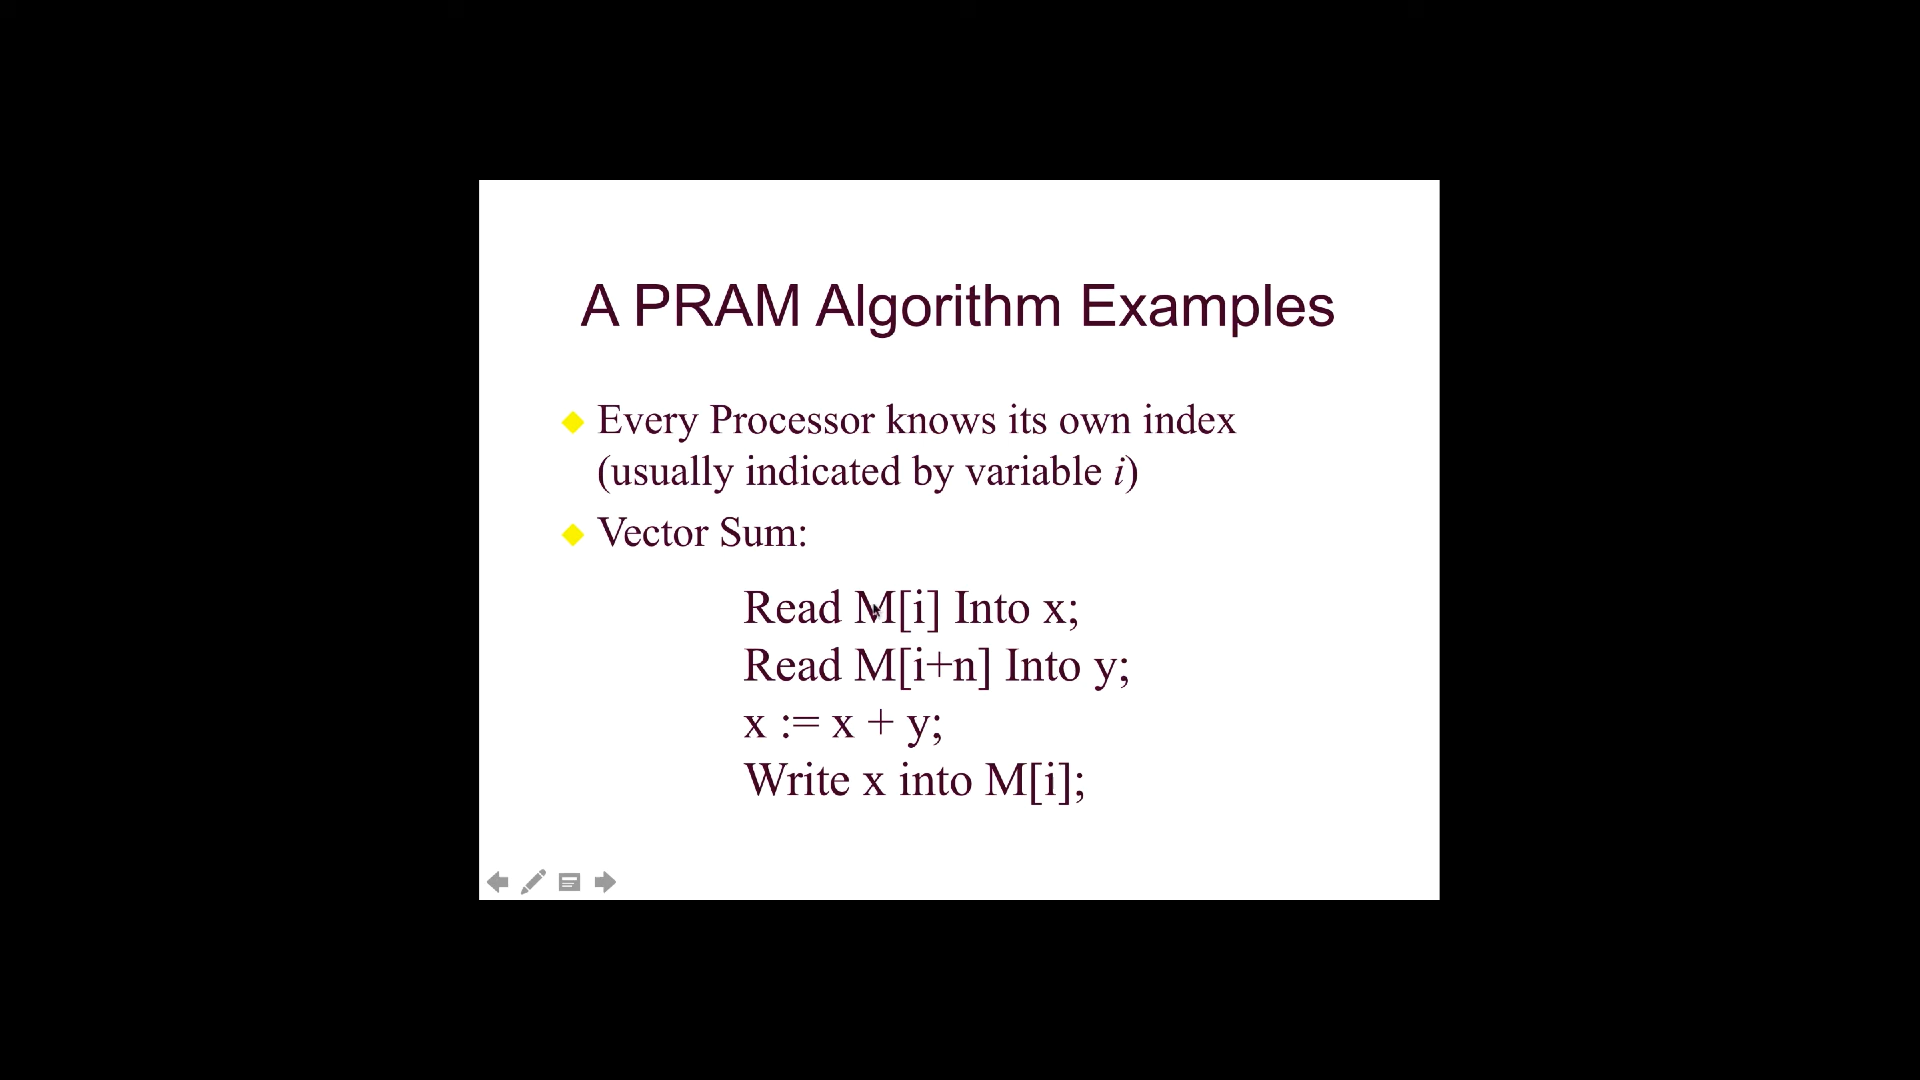 A PRAM Algorithm Examples
Every Processor knows its own index
(usually indicated by variable i)
Vector Sum:
Read M[i] Into x;
Read M[i+n] Into y;
x := x + y;
Write x into M[i];